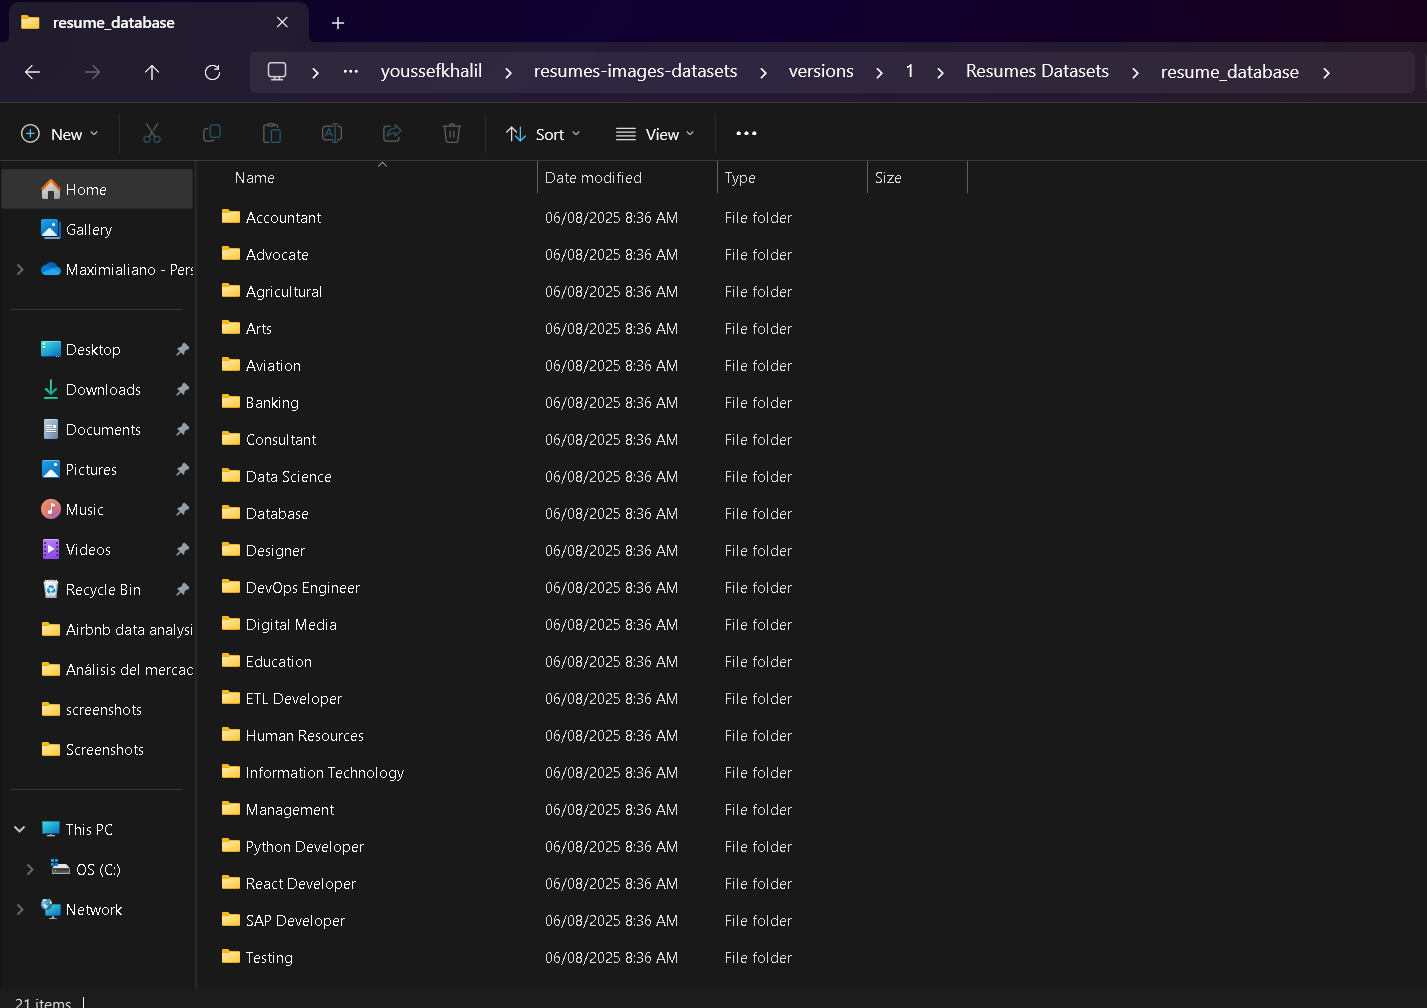 resume_database
youssefkhalil > resumes-images-datasets > versions > 1 > Resumes Datasets > resume_database >
New Sort View
Name Date modified Type Size
Home
Gallery
Maximialiano - Pers
Desktop
Downloads
Documents
Pictures
Music
Videos
Recycle Bin
Airbnb data analysi
Análisis del mercad
screenshots
Screenshots
This PC
OS (C:)
Network
Accountant 06/08/2025 8:36 AM File folder
Advocate 06/08/2025 8:36 AM File folder
Agricultural 06/08/2025 8:36 AM File folder
Arts 06/08/2025 8:36 AM File folder
Aviation 06/08/2025 8:36 AM File folder
Banking 06/08/2025 8:36 AM File folder
Consultant 06/08/2025 8:36 AM File folder
Data Science 06/08/2025 8:36 AM File folder
Database 06/08/2025 8:36 AM File folder
Designer 06/08/2025 8:36 AM File folder
DevOps Engineer 06/08/2025 8:36 AM File folder
Digital Media 06/08/2025 8:36 AM File folder
Education 06/08/2025 8:36 AM File folder
ETL Developer 06/08/2025 8:36 AM File folder
Human Resources 06/08/2025 8:36 AM File folder
Information Technology 06/08/2025 8:36 AM File folder
Management 06/08/2025 8:36 AM File folder
Python Developer 06/08/2025 8:36 AM File folder
React Developer 06/08/2025 8:36 AM File folder
SAP Developer 06/08/2025 8:36 AM File folder
Testing 06/08/2025 8:36 AM File folder
21 items